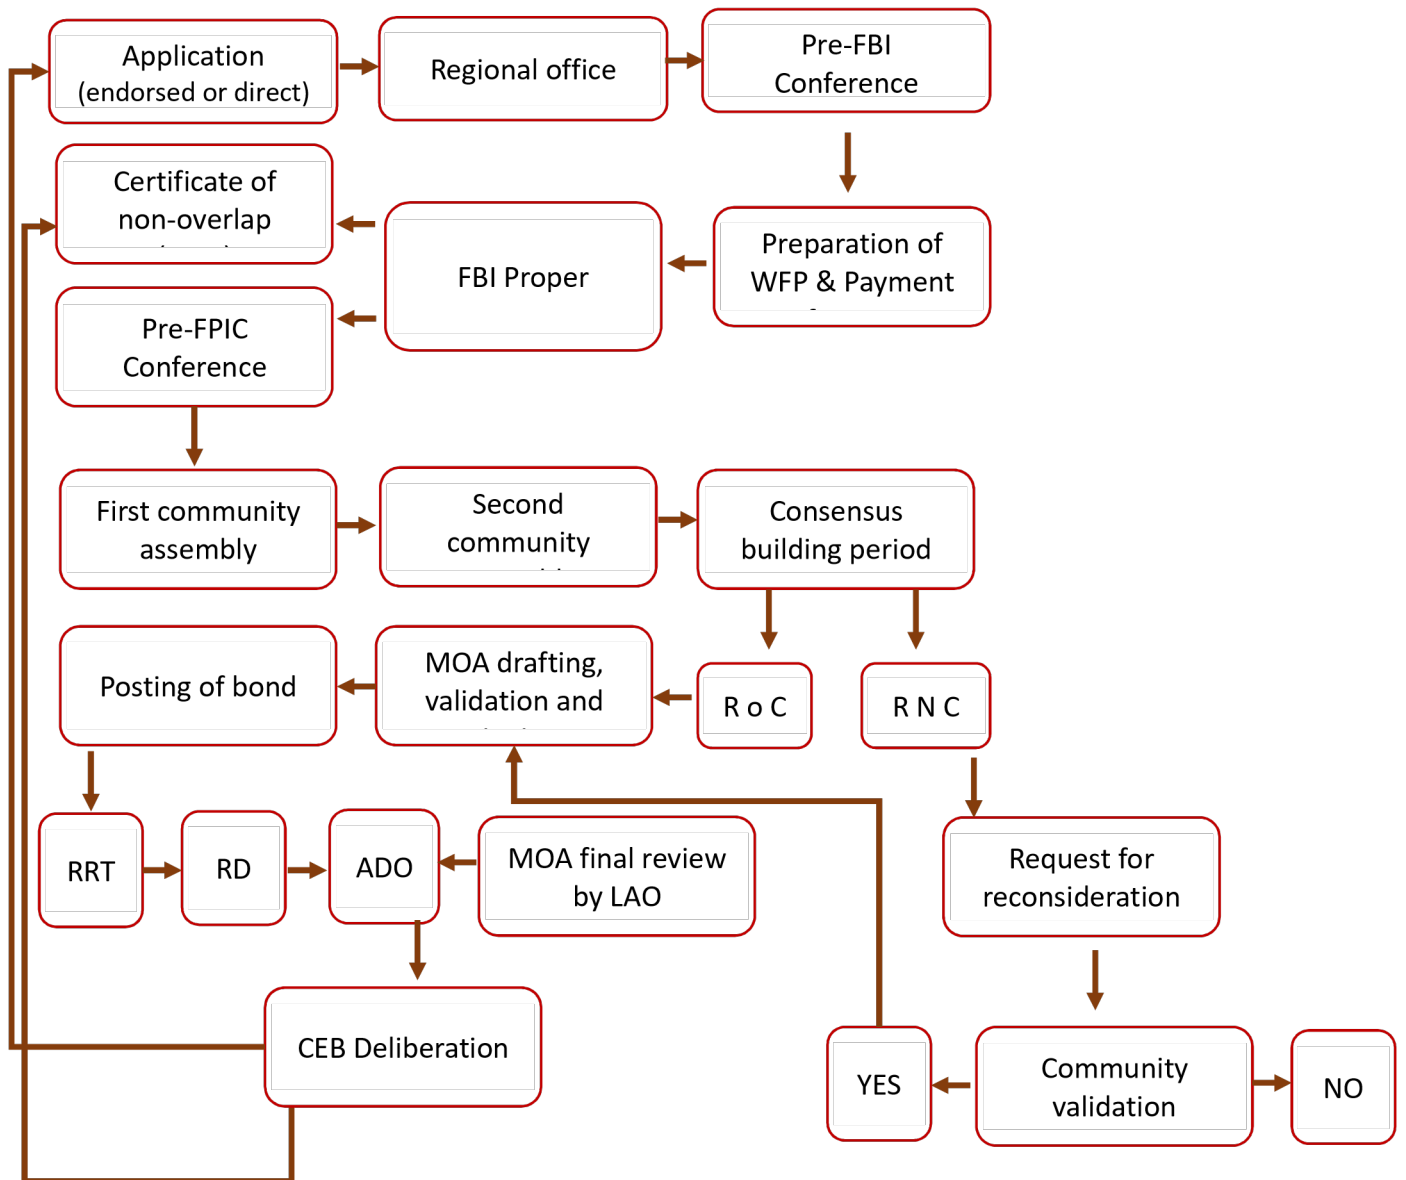 Application
(endorsed or direct)
Regional office
Pre-FBI
Conference
Certificate of
non-overlap
FBI Proper
Preparation of
WFP & Payment
Pre-FPIC
Conference
First community
assembly
Second
community
Consensus
building period
Posting of bond
MOA drafting,
validation and
R o C
R N C
RRT
RD
ADO
MOA final review
by LAO
Request for
reconsideration
CEB Deliberation
YES
Community
validation
NO